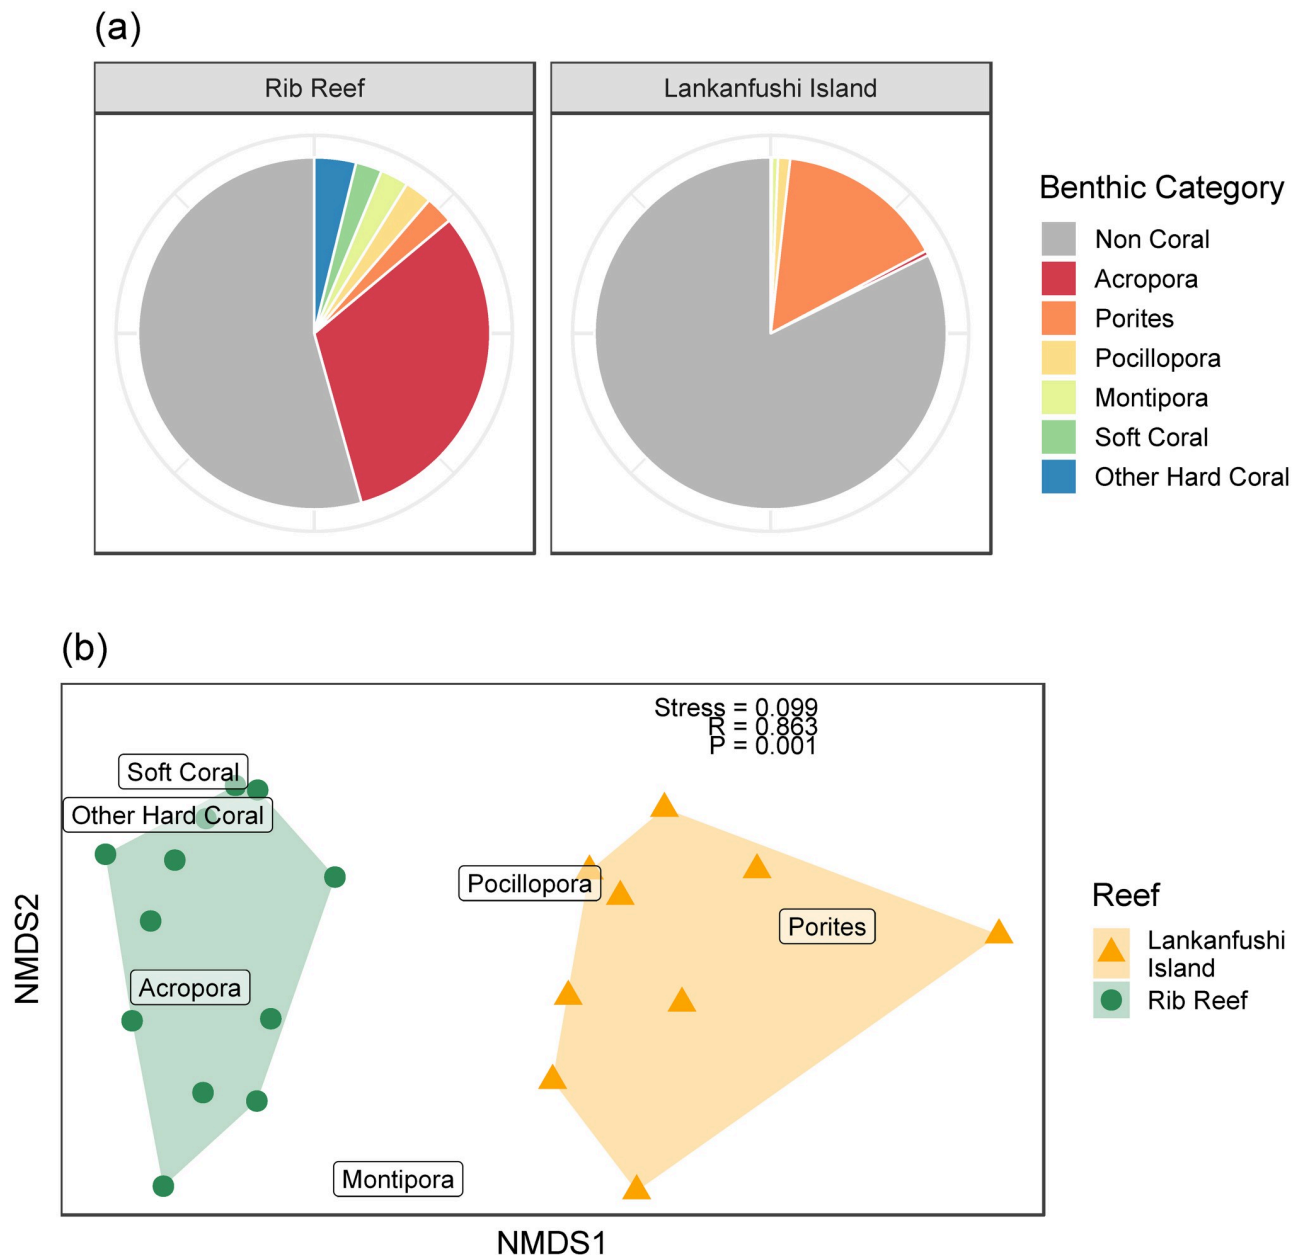 (a)
Rib Reef
Lankanfushi Island
Benthic Category
Non Coral
Acropora
Porites
Pocillopora
Montipora
Soft Coral
Other Hard Coral
(b)
Stress = 0.099
R = 0.863
P = 0.001
Soft Coral
Other Hard Coral
Pocillopora
Porites
Acropora
Montipora
NMDS2
NMDS1
Reef
Lankanfushi
Island
Rib Reef